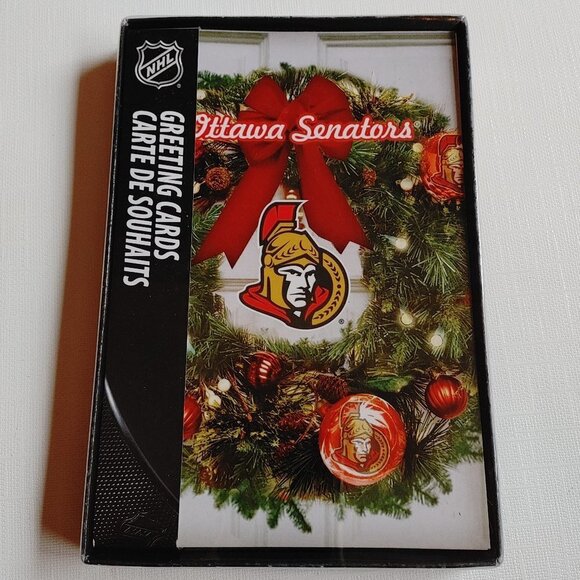 NHL
GREETING CARDS
CARTE DE SOUHAITS
Ottawa Senators®
®